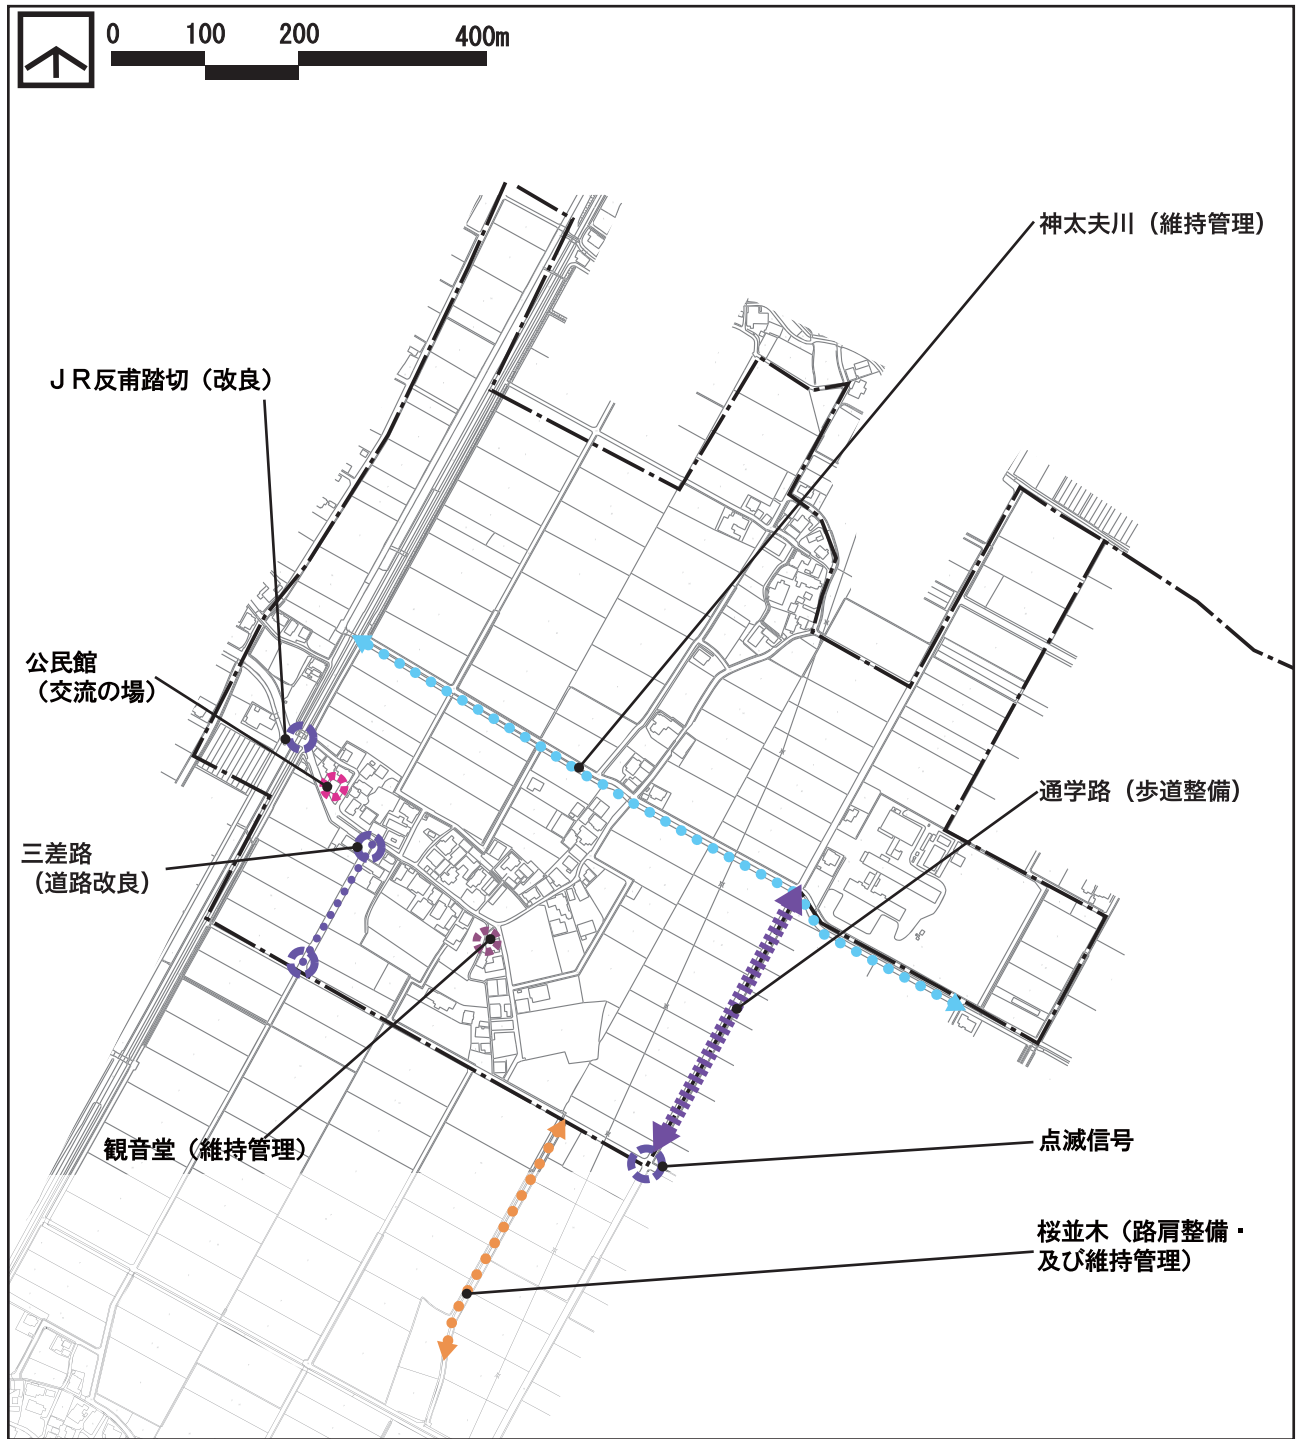 0 100 200 400m
神太夫川（維持管理）
ＪＲ反甫踏切（改良）
公民館
（交流の場）
通学路（歩道整備）
三差路
（道路改良）
観音堂（維持管理）
点滅信号
桜並木（路肩整備・
及び維持管理）